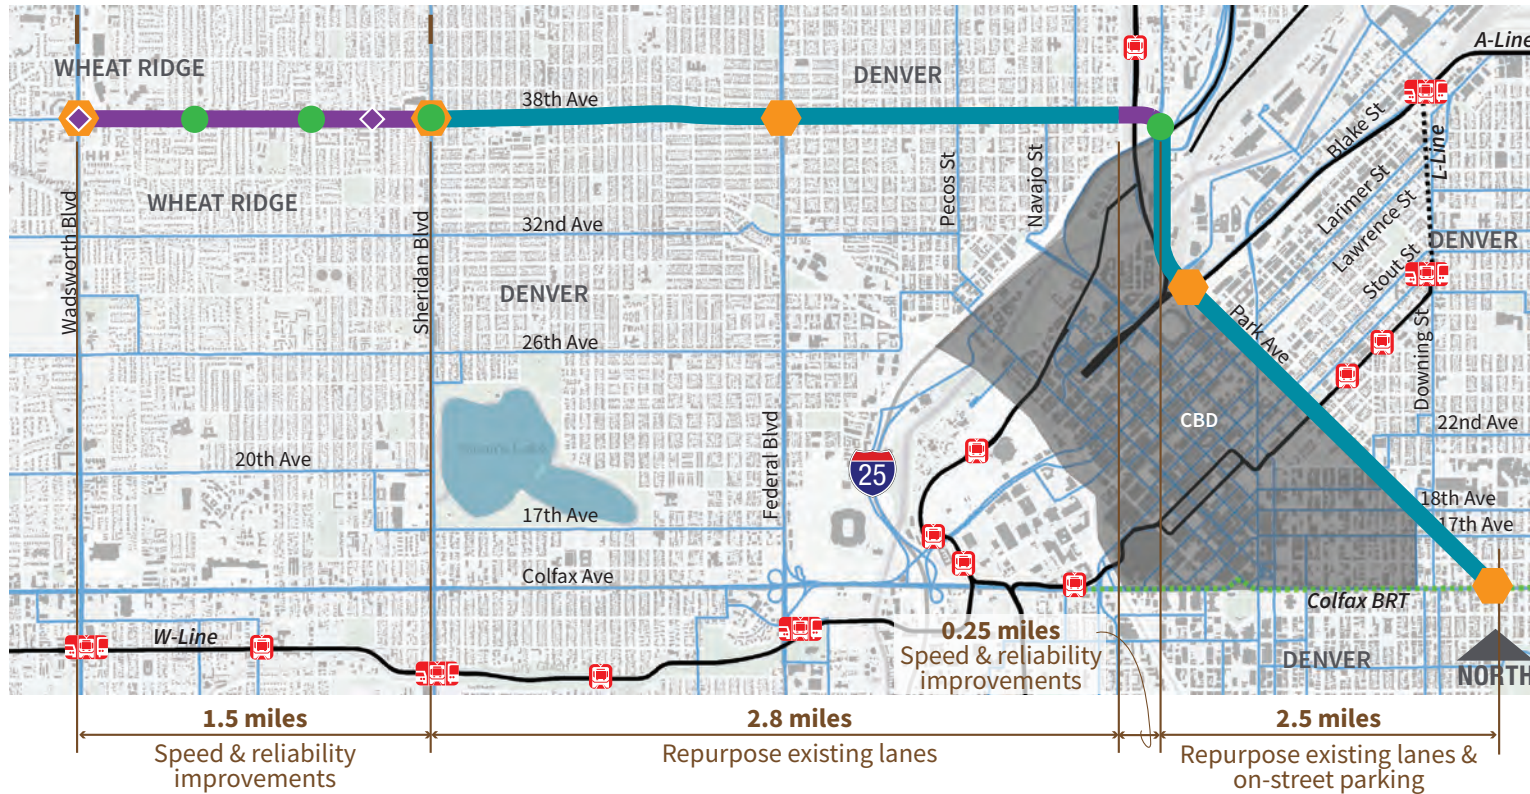 WHEAT RIDGE
DENVER
A-Line
38th Ave
Blake St
L-Line
Pecos St
Navajo St
Larimer St
Lawrence St
Stout St
DENVER
WHEAT RIDGE
Wadsworth Blvd
Sheridan Blvd
32nd Ave
DENVER
26th Ave
Park Ave
Downing St
CBD
22nd Ave
20th Ave
Federal Blvd
25
18th Ave
17th Ave
17th Ave
Colfax Ave
Colfax BRT
W-Line
0.25 miles
Speed & reliability
improvements
DENVER
NORTH
1.5 miles
Speed & reliability
improvements
2.8 miles
Repurpose existing lanes
2.5 miles
Repurpose existing lanes &
on-street parking